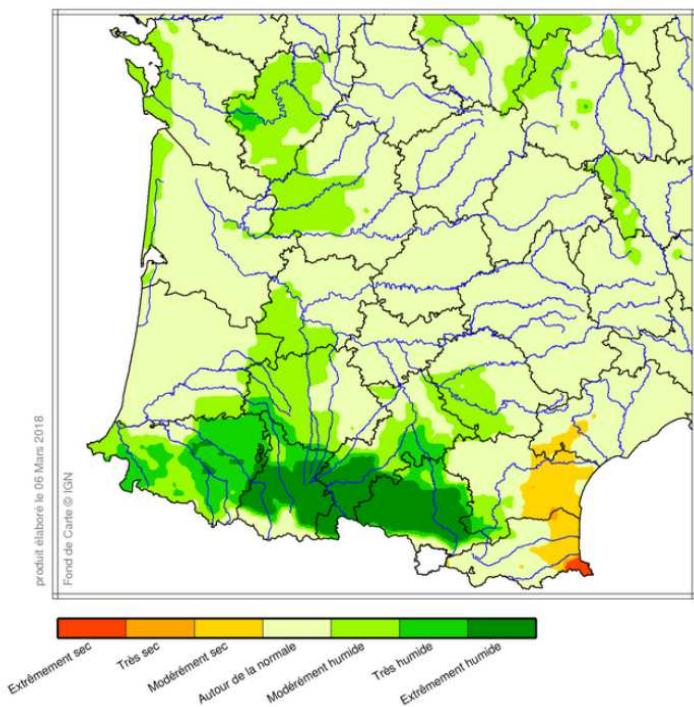 produit élaboré le 06 Mars 2018
Fond de Carte © IGN
Extrêmement sec
Très sec
Modérément sec
Autour de la normale
Modérément humide
Très humide
Extrêmement humide